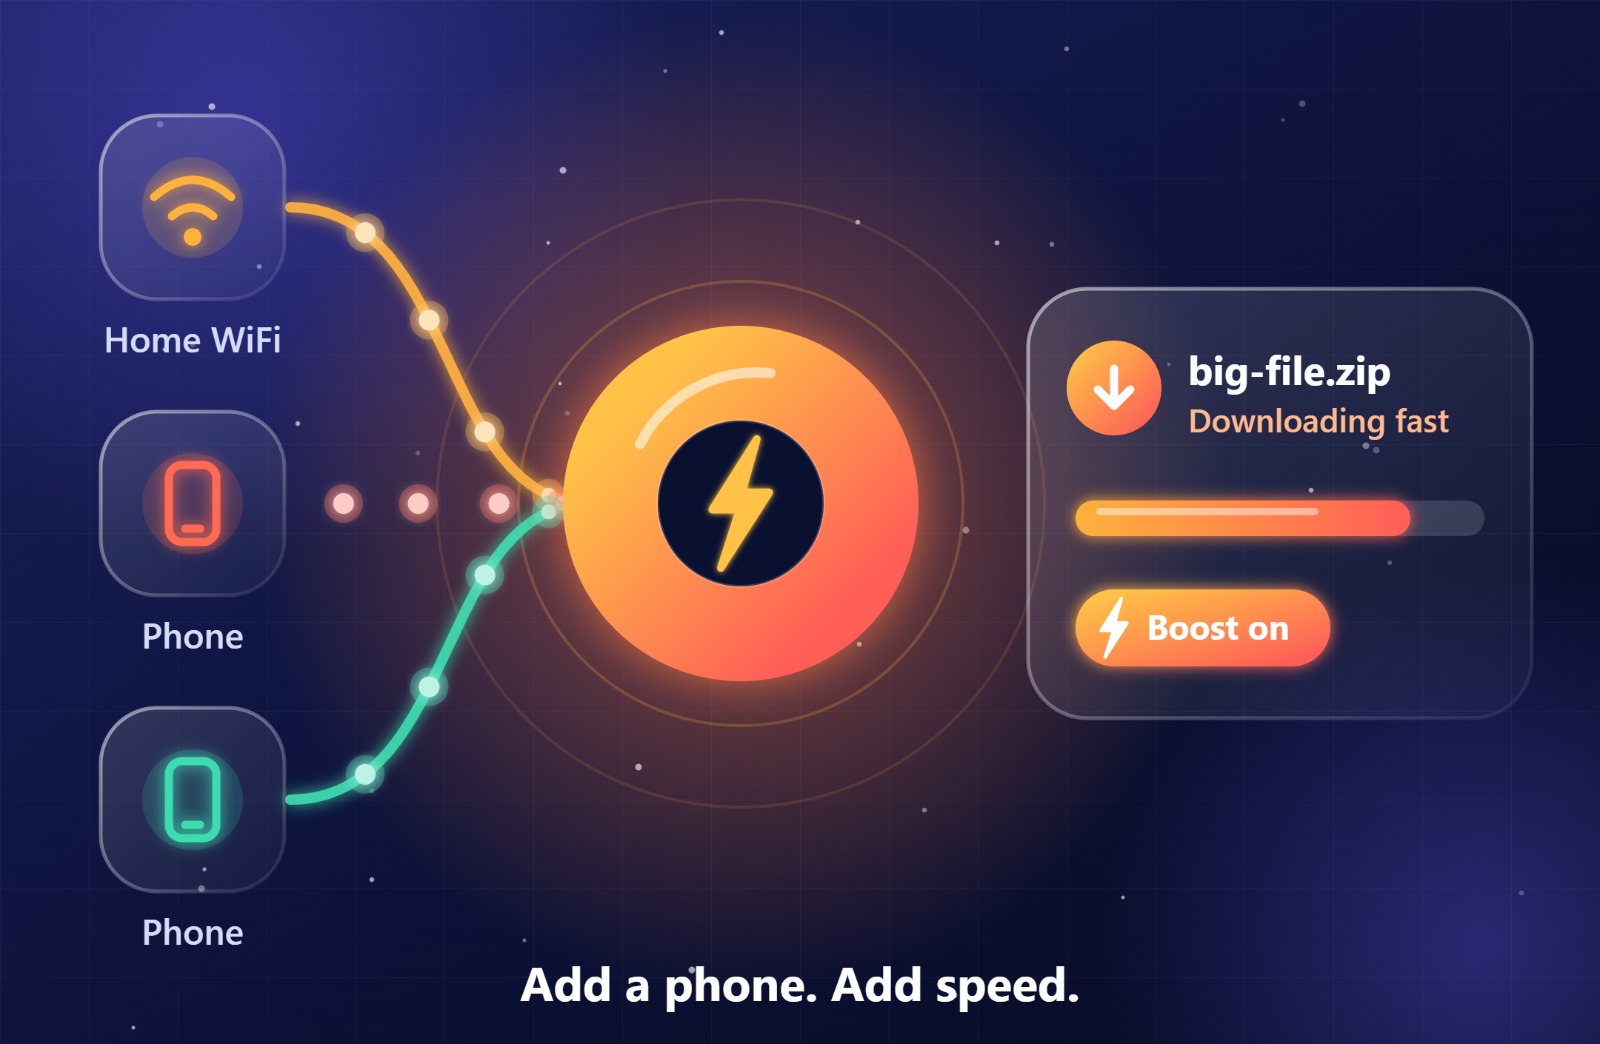 Home WiFi
Phone
Phone
big-file.zip
Downloading fast
Boost on
Add a phone. Add speed.